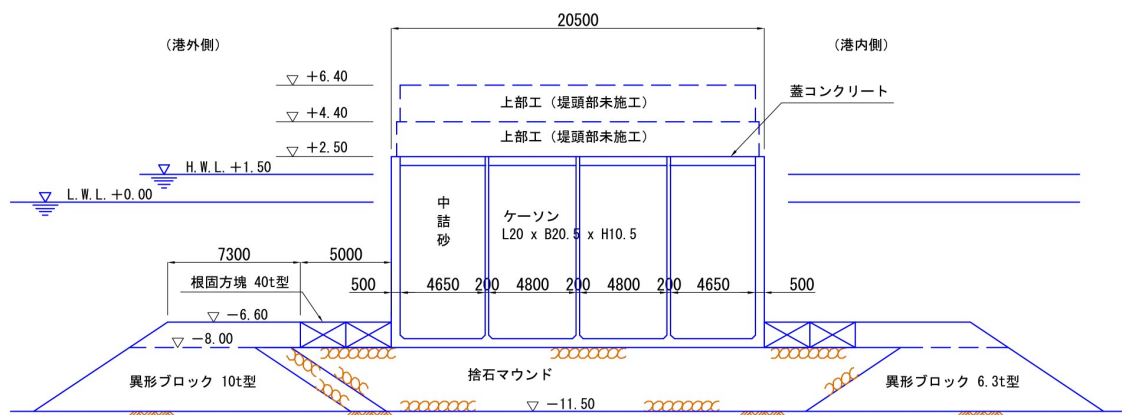 20500
（港外側）
（港内側）
+6.40
蓋コンクリート
上部工（堤頭部未施工）
+4.40
上部工（堤頭部未施工）
+2.50
H.W.L.+1.50
L.W.L.+0.00
中詰砂
ケーソン
L20 x B20.5 x H10.5
7300
5000
根固方塊 40t型
500
4650
200
4800
200
4800
200
4650
500
-6.60
-8.00
異形ブロック 10t型
捨石マウンド
異形ブロック 6.3t型
-11.50